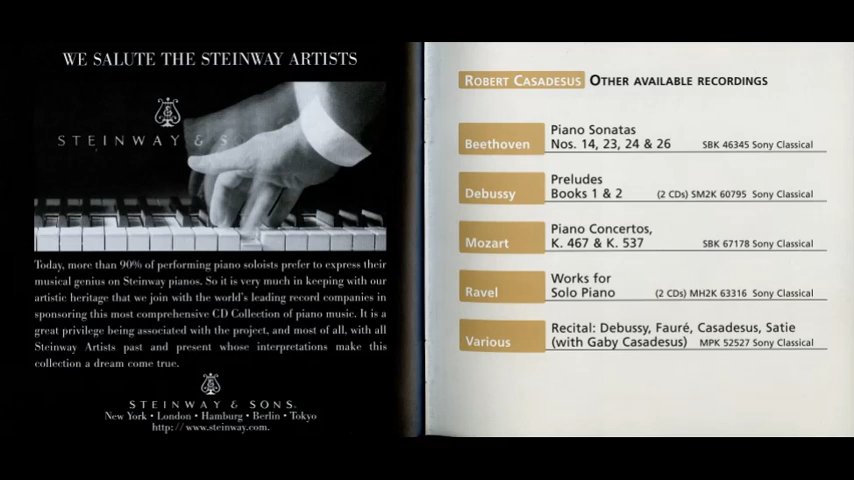 WE SALUTE THE STEINWAY ARTISTS
STEINWAY & S
Today, more than 90% of performing piano soloists prefer to express their
musical genius on Steinway pianos. So it is very much in keeping with our
artistic heritage that we join with the world's leading record companies in
sponsoring this most comprehensive CD Collection of piano music. It is a
great privilege being associated with the project, and most of all, with all
Steinway Artists past and present whose interpretations make this
collection a dream come true.
STEINWAY & SONS
New York • London • Hamburg • Berlin • Tokyo
http://www.steinway.com.
ROBERT CASADESUS OTHER AVAILABLE RECORDINGS
Beethoven Piano Sonatas
Nos. 14, 23, 24 & 26 SBK 46345 Sony Classical
Debussy Preludes
Books 1 & 2 (2 CDs) SM2K 60795 Sony Classical
Mozart Piano Concertos,
K. 467 & K. 537 SBK 67178 Sony Classical
Ravel Works for
Solo Piano (2 CDs) MH2K 63316 Sony Classical
Various Recital: Debussy, Fauré, Casadesus, Satie
(with Gaby Casadesus) MPK 52527 Sony Classical